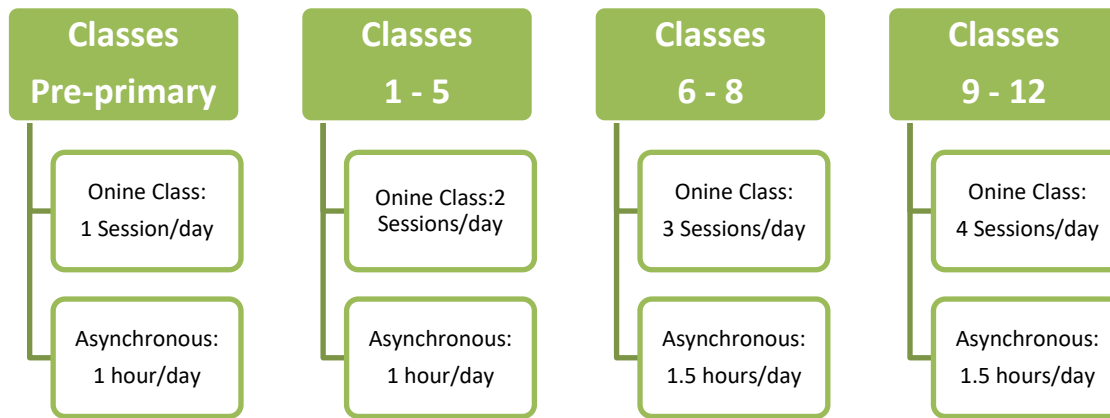 Classes
Pre-primary
Onine Class:
1 Session/day
Asynchronous:
1 hour/day
Classes
1 - 5
Onine Class:2
Sessions/day
Asynchronous:
1 hour/day
Classes
6 - 8
Onine Class:
3 Sessions/day
Asynchronous:
1.5 hours/day
Classes
9 - 12
Onine Class:
4 Sessions/day
Asynchronous:
1.5 hours/day